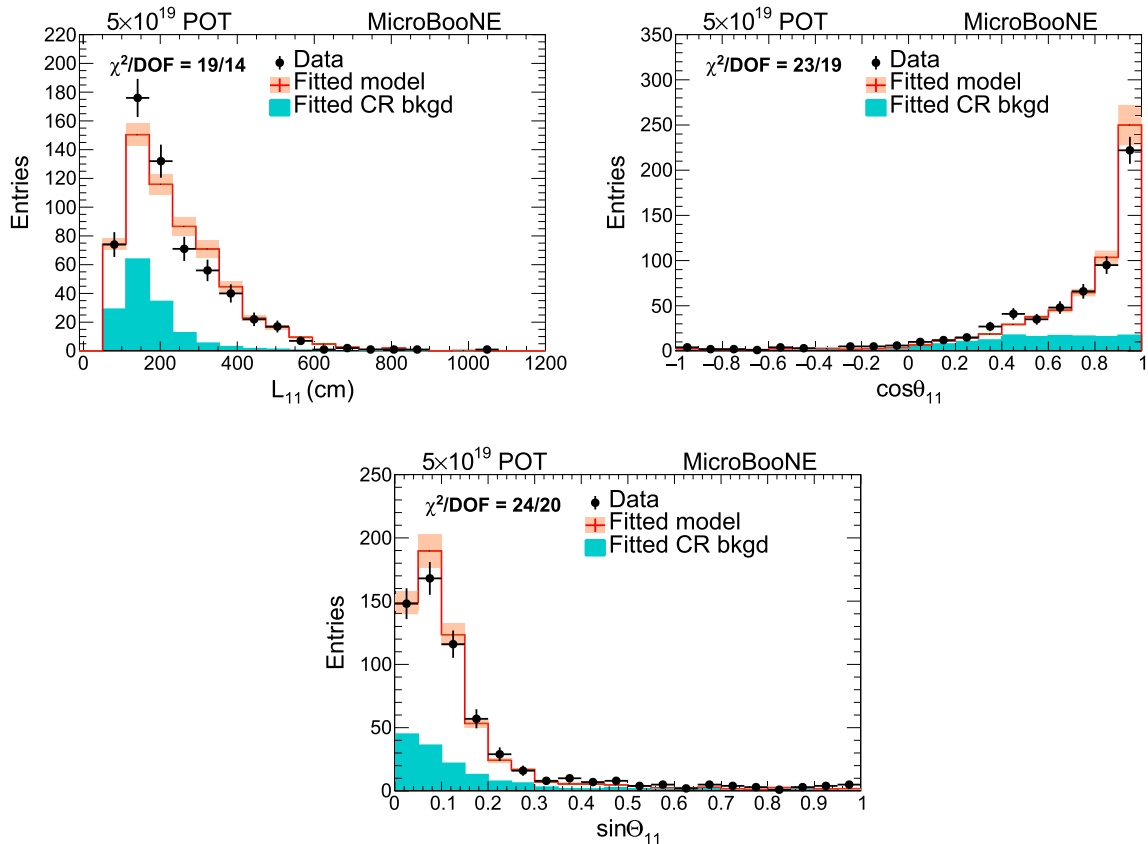 5×10¹⁹ POT MicroBooNE
χ²/DOF = 19/14
Data
Fitted model
Fitted CR bkgd
Entries
220
200
180
160
140
120
100
80
60
40
20
0
0 200 400 600 800 1000 1200
L₁₁ (cm)
5×10¹⁹ POT MicroBooNE
χ²/DOF = 23/19
Data
Fitted model
Fitted CR bkgd
Entries
350
300
250
200
150
100
50
0
−1 −0.8 −0.6 −0.4 −0.2 0 0.2 0.4 0.6 0.8 1
cosθ₁₁
5×10¹⁹ POT MicroBooNE
χ²/DOF = 24/20
Data
Fitted model
Fitted CR bkgd
Entries
250
200
150
100
50
0
0 0.1 0.2 0.3 0.4 0.5 0.6 0.7 0.8 0.9 1
sinΘ₁₁